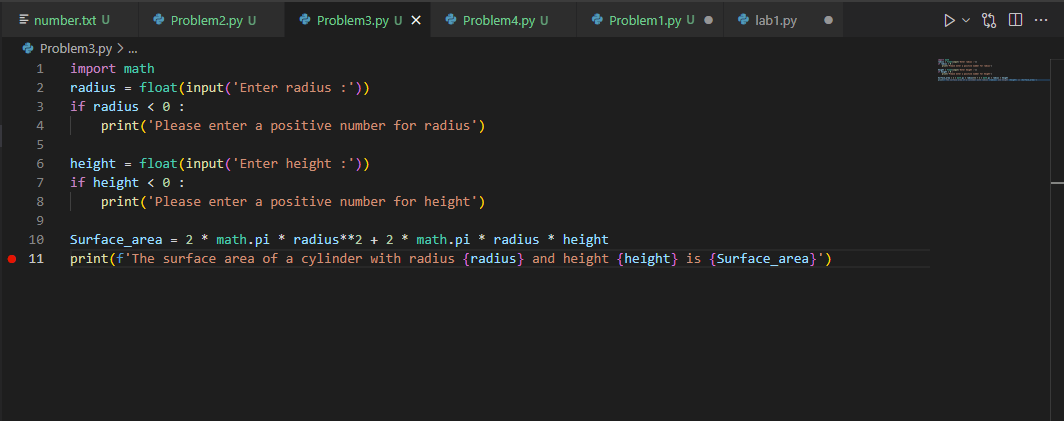 number.txt U Problem2.py U Problem3.py U Problem4.py U Problem1.py U lab1.py
Problem3.py > ...
1 import math
2 radius = float(input('Enter radius :'))
3 if radius < 0 :
4 print('Please enter a positive number for radius')
5
6 height = float(input('Enter height :'))
7 if height < 0 :
8 print('Please enter a positive number for height')
9
10 Surface_area = 2 * math.pi * radius**2 + 2 * math.pi * radius * height
11 print(f'The surface area of a cylinder with radius {radius} and height {height} is {Surface_area}')